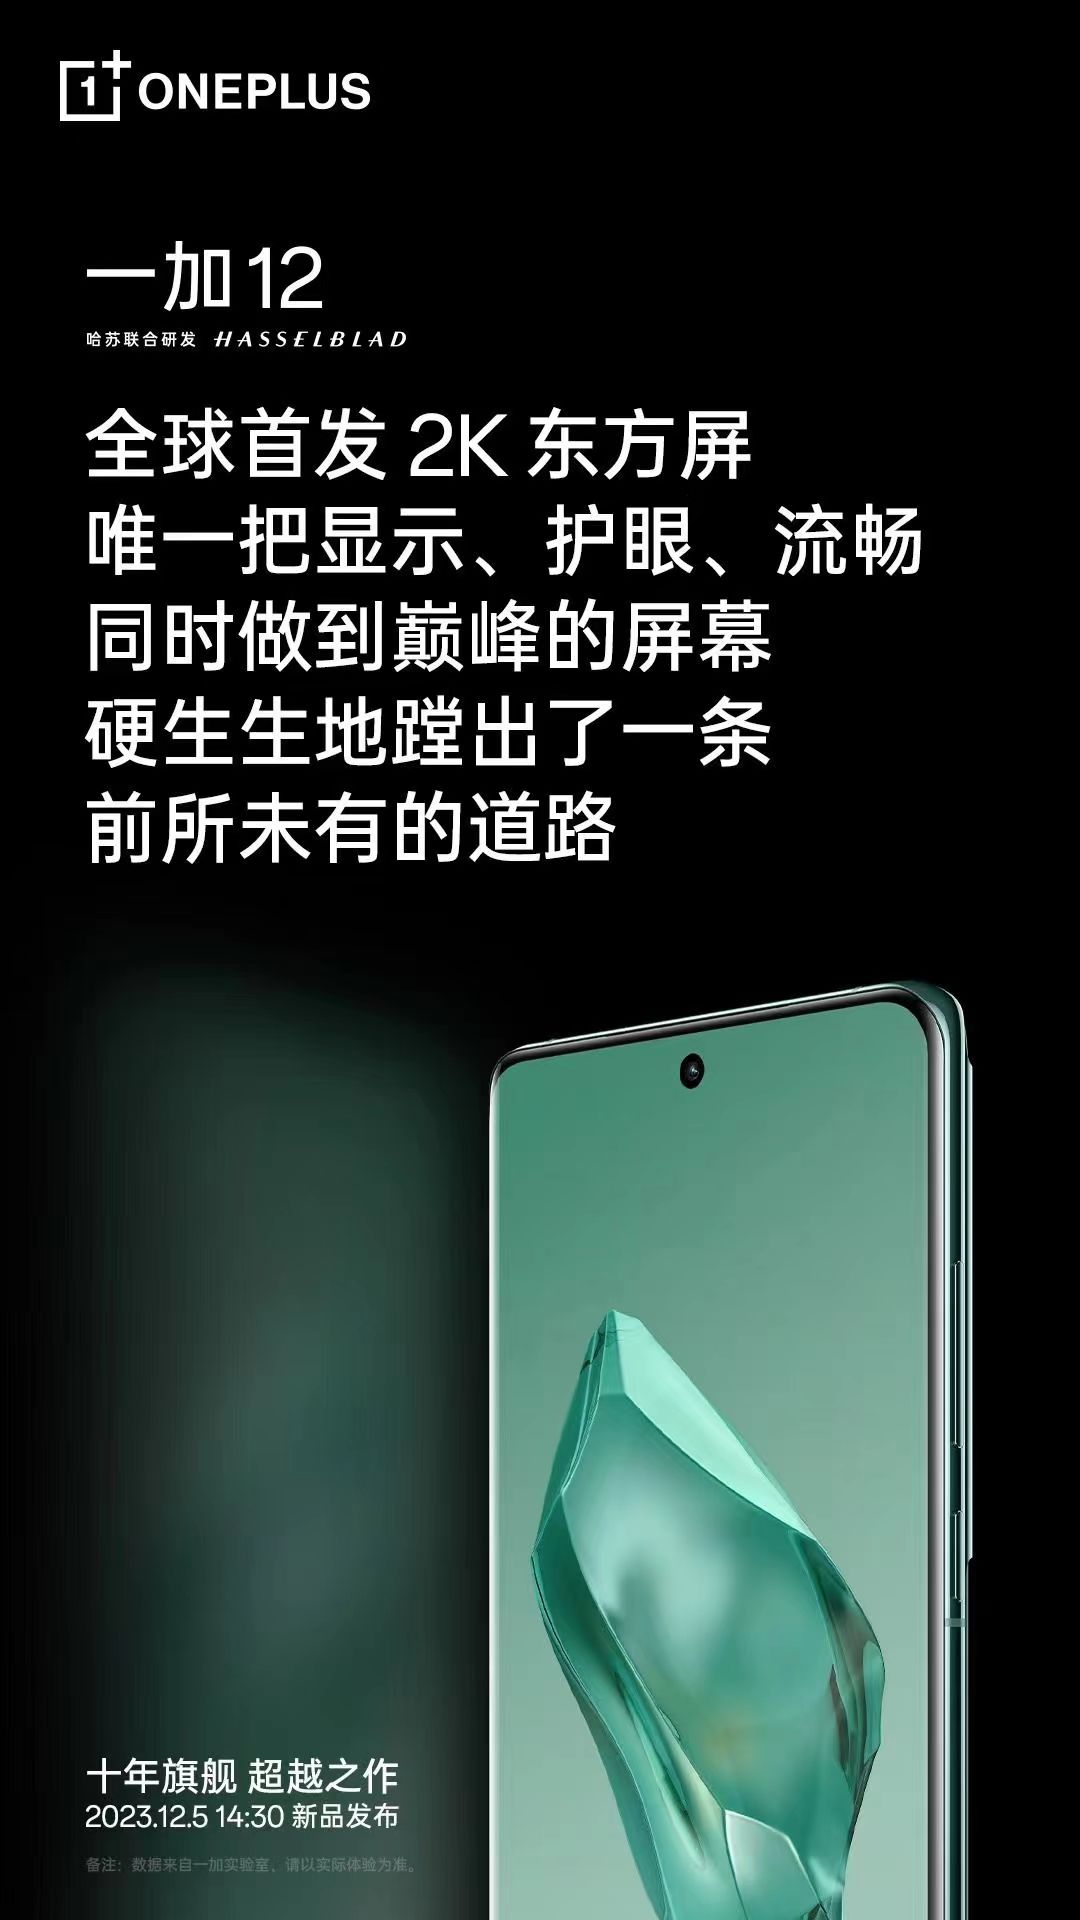 1+ ONEPLUS
一加12
哈苏联合研发 HASSELBLAD
全球首发 2K 东方屏
唯一把显示、护眼、流畅
同时做到巅峰的屏幕
硬生生地蹚出了一条
前所未有的道路
十年旗舰 超越之作
2023.12.5 14:30 新品发布
备注：数据来自一加实验室，请以实际体验为准。